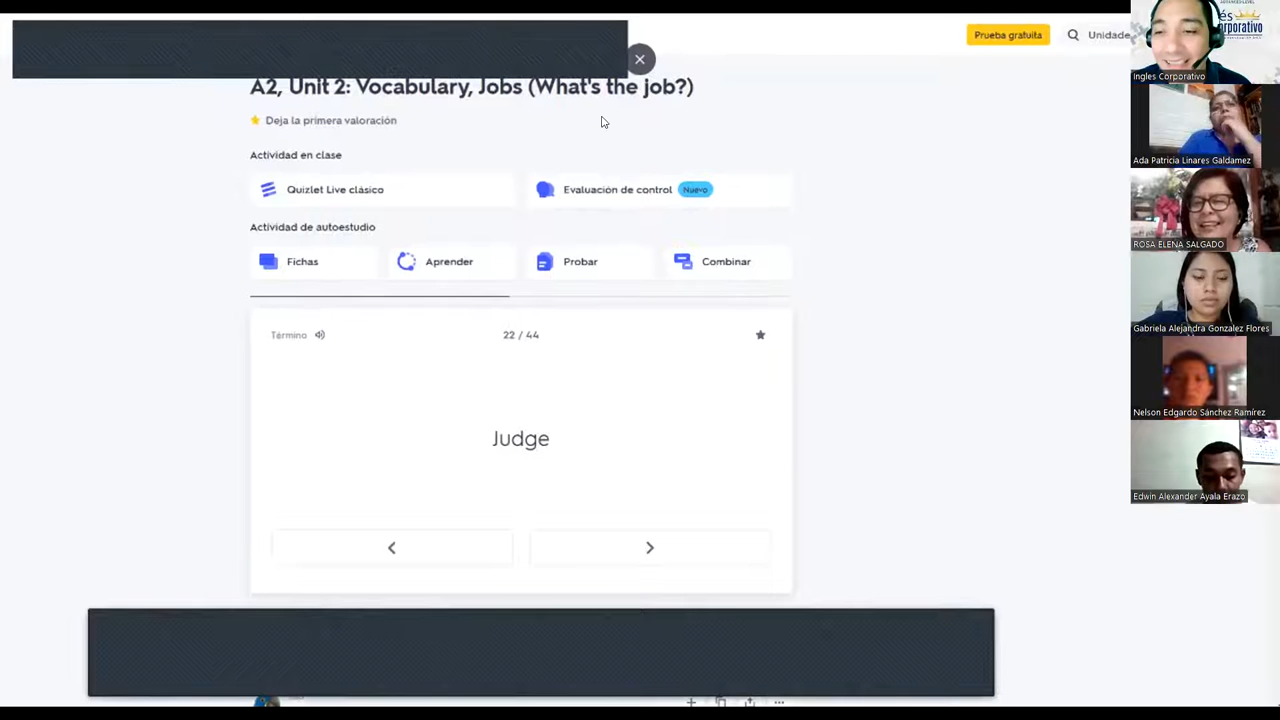 Prueba gratuita
Unidade
A2, Unit 2: Vocabulary, Jobs (What's the job?)
Deja la primera valoración
Actividad en clase
Quizlet Live clásico
Evaluación de control Nuevo
Actividad de autoestudio
Fichas
Aprender
Probar
Combinar
Término
22 / 44
Judge
és
rporativo
Ingles Corporativo
Ada Patricia Linares Galdamez
ROSA ELENA SALGADO
Gabriela Alejandra Gonzalez Flores
Nelson Edgardo Sánchez Ramírez
Edwin Alexander Ayala Erazo